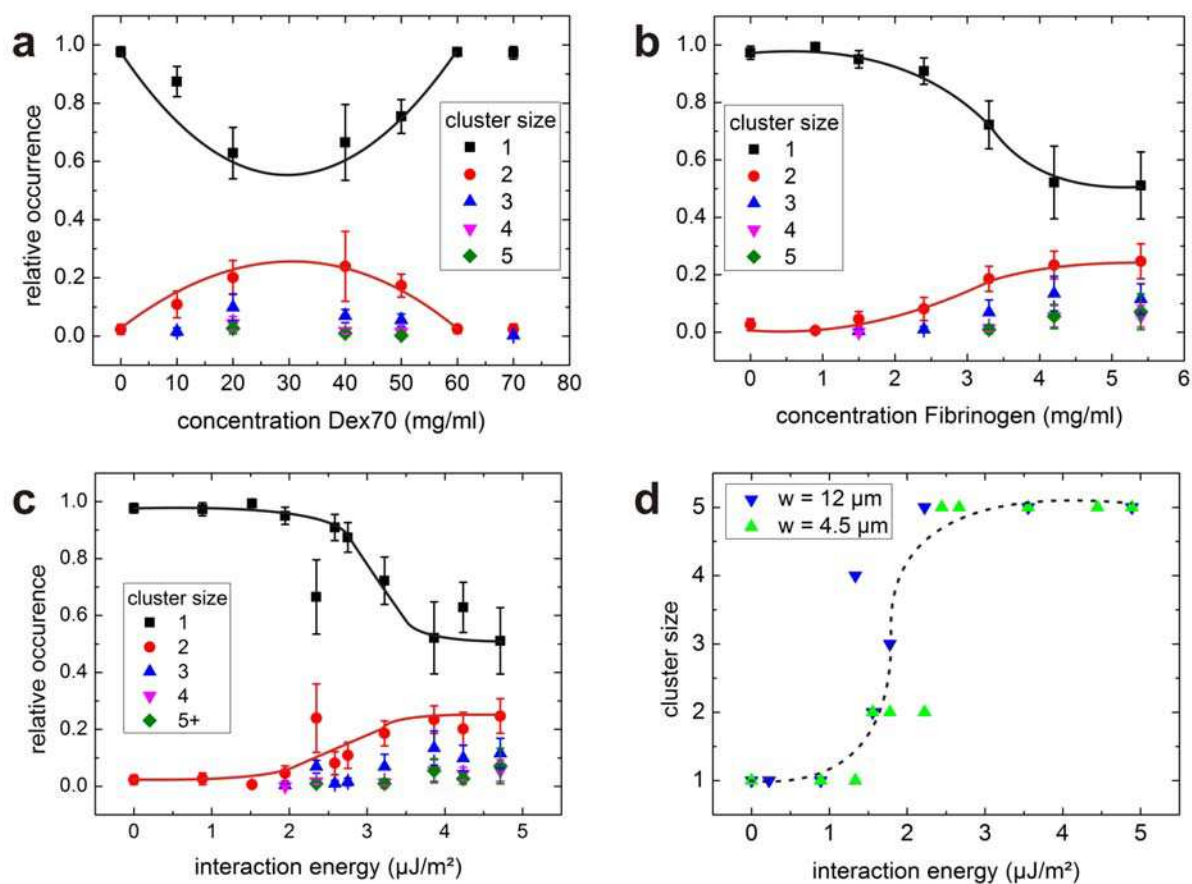 a
1.0
0.8
0.6
0.4
0.2
0.0
relative occurrence
cluster size
1
2
3
4
5
0 10 20 30 40 50 60 70 80
concentration Dex70 (mg/ml)
b
1.0
0.8
0.6
0.4
0.2
0.0
cluster size
1
2
3
4
5
0 1 2 3 4 5 6
concentration Fibrinogen (mg/ml)
c
1.0
0.8
0.6
0.4
0.2
0.0
relative occurence
cluster size
1
2
3
4
5+
0 1 2 3 4 5
interaction energy (µJ/m²)
d
w = 12 µm
w = 4.5 µm
5
4
3
2
1
cluster size
0 1 2 3 4 5
interaction energy (µJ/m²)